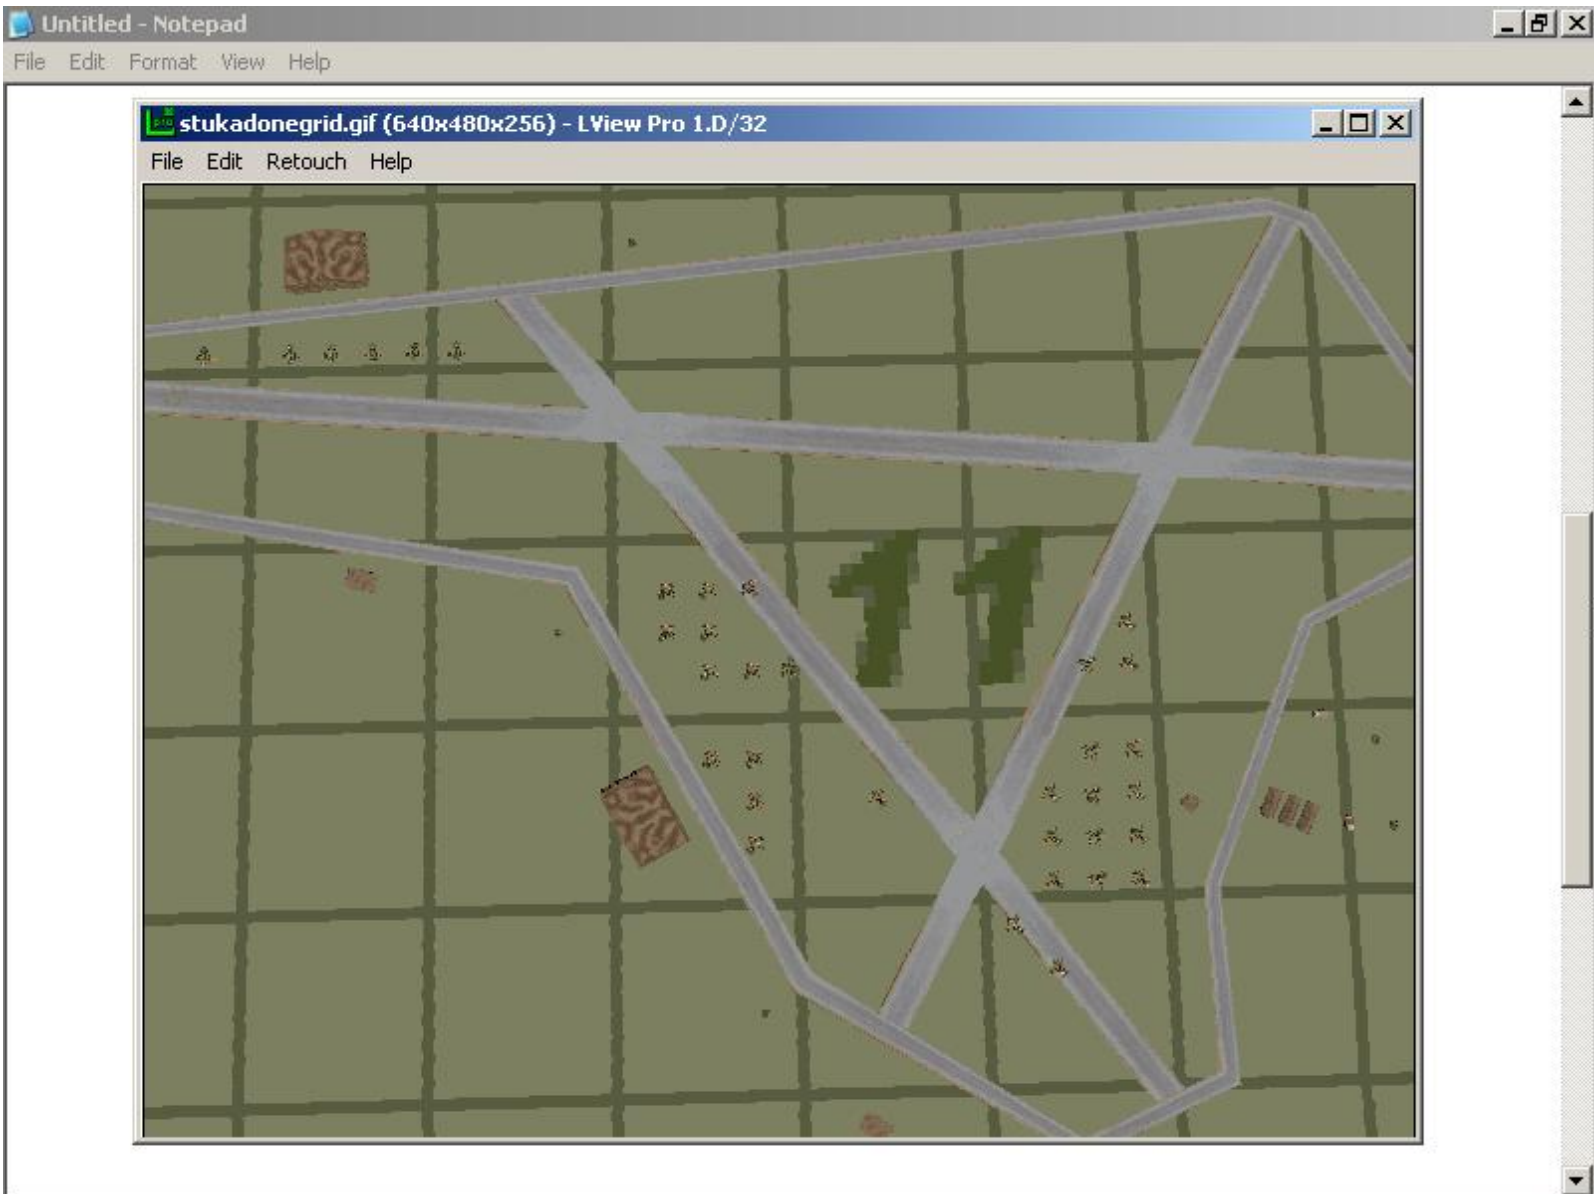 Untitled - Notepad
File Edit Format View Help
stukadonegrid.gif (640x480x256) - LView Pro 1.D/32
File Edit Retouch Help
11